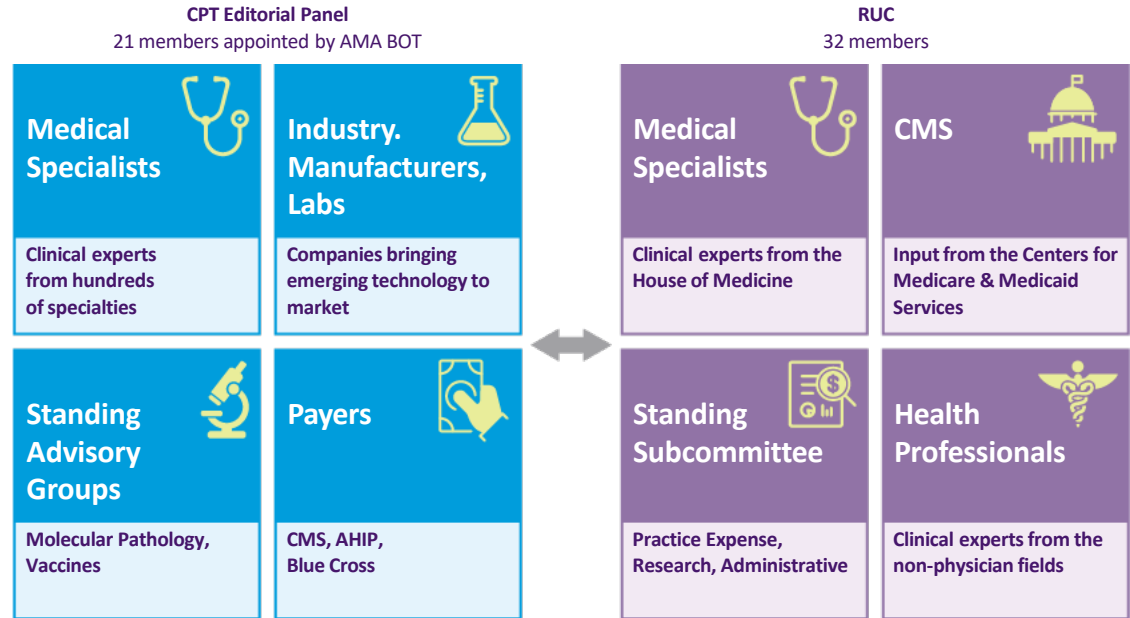 CPT Editorial Panel
21 members appointed by AMA BOT
Medical
Specialists
Clinical experts
from hundreds
of specialties
Industry.
Manufacturers,
Labs
Companies bringing
emerging technology to
market
Standing
Advisory
Groups
Molecular Pathology,
Vaccines
Payers
CMS, AHIP,
Blue Cross
RUC
32 members
Medical
Specialists
Clinical experts from the
House of Medicine
CMS
Input from the Centers for
Medicare & Medicaid
Services
Standing
Subcommittee
$
Practice Expense,
Research, Administrative
Health
Professionals
Clinical experts from the
non-physician fields